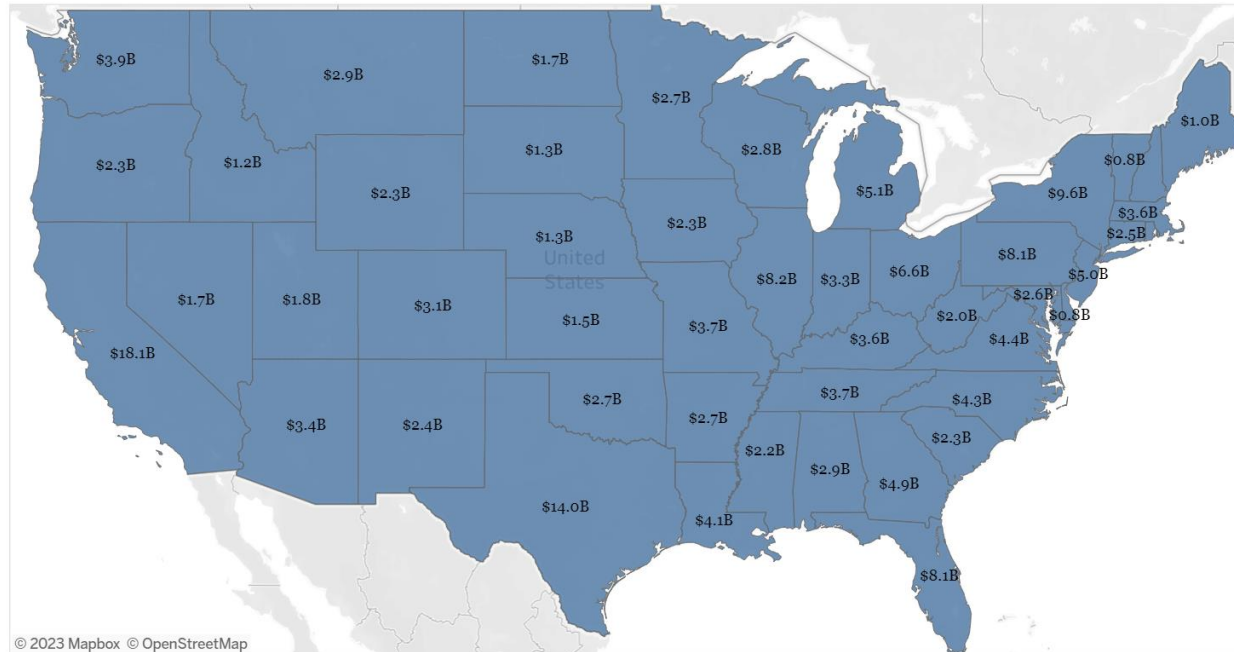 $3.9B
$2.9B
$1.7B
$2.7B
$2.3B
$1.2B
$2.3B
$1.3B
$2.8B
$5.1B
$1.0B
$0.8B
$9.6B
$3.6B
$2.5B
$1.3B
United
States
$2.3B
$8.2B
$3.3B
$6.6B
$8.1B
$5.0B
$1.7B
$1.8B
$3.1B
$1.5B
$3.7B
$3.6B
$2.0B
$2.6B
$0.8B
$4.4B
$18.1B
$3.4B
$2.4B
$2.7B
$2.7B
$3.7B
$4.3B
$2.2B
$2.9B
$4.9B
$2.3B
$14.0B
$4.1B
$8.1B
© 2023 Mapbox © OpenStreetMap